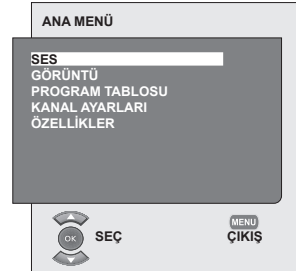 ANA MENÜ
SES
GÖRÜNTÜ
PROGRAM TABLOSU
KANAL AYARLARI
ÖZELLİKLER
OK
SEÇ
MENU
ÇIKIŞ